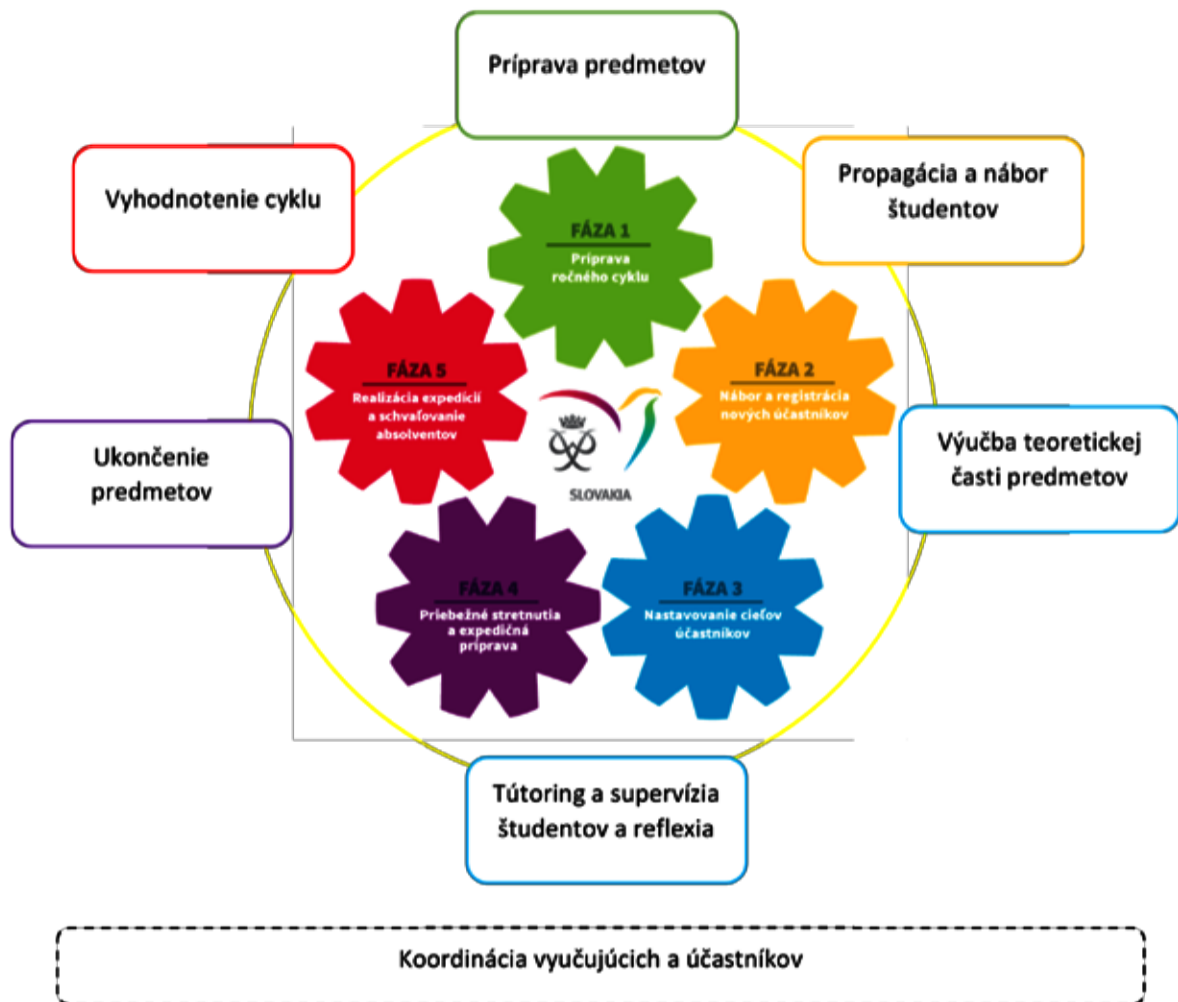 Príprava predmetov
Vyhodnotenie cyklu
Propagácia a nábor
študentov
FÁZA 1
Príprava
ročného cyklu
FÁZA 5
Realizácia expedícií
a schvaľovanie
absolventov
FÁZA 2
Nábor a registrácia
nových účastníkov
SLOVAKIA
Ukončenie
predmetov
Výučba teoretickej
časti predmetov
FÁZA 4
Priebežné stretnutia
a expedičná
príprava
FÁZA 3
Nastavovanie cieľov
účastníkov
Tútoring a supervízia
študentov a reflexia
Koordinácia vyučujúcich a účastníkov